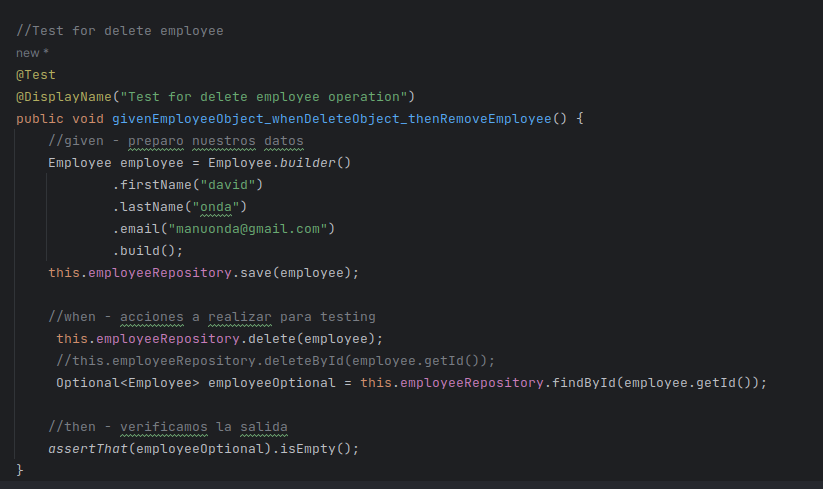 //Test for delete employee
new *
@Test
@DisplayName("Test for delete employee operation")
public void givenEmployeeObject_whenDeleteObject_thenRemoveEmployee() {
//given - preparo nuestros datos
Employee employee = Employee.builder()
.firstName("david")
.lastName("onda")
.email("manuonda@gmail.com")
.build();
this.employeeRepository.save(employee);
//when - acciones a realizar para testing
this.employeeRepository.delete(employee);
//this.employeeRepository.deleteById(employee.getId());
Optional<Employee> employeeOptional = this.employeeRepository.findById(employee.getId());
//then - verificamos la salida
assertThat(employeeOptional).isEmpty();
}